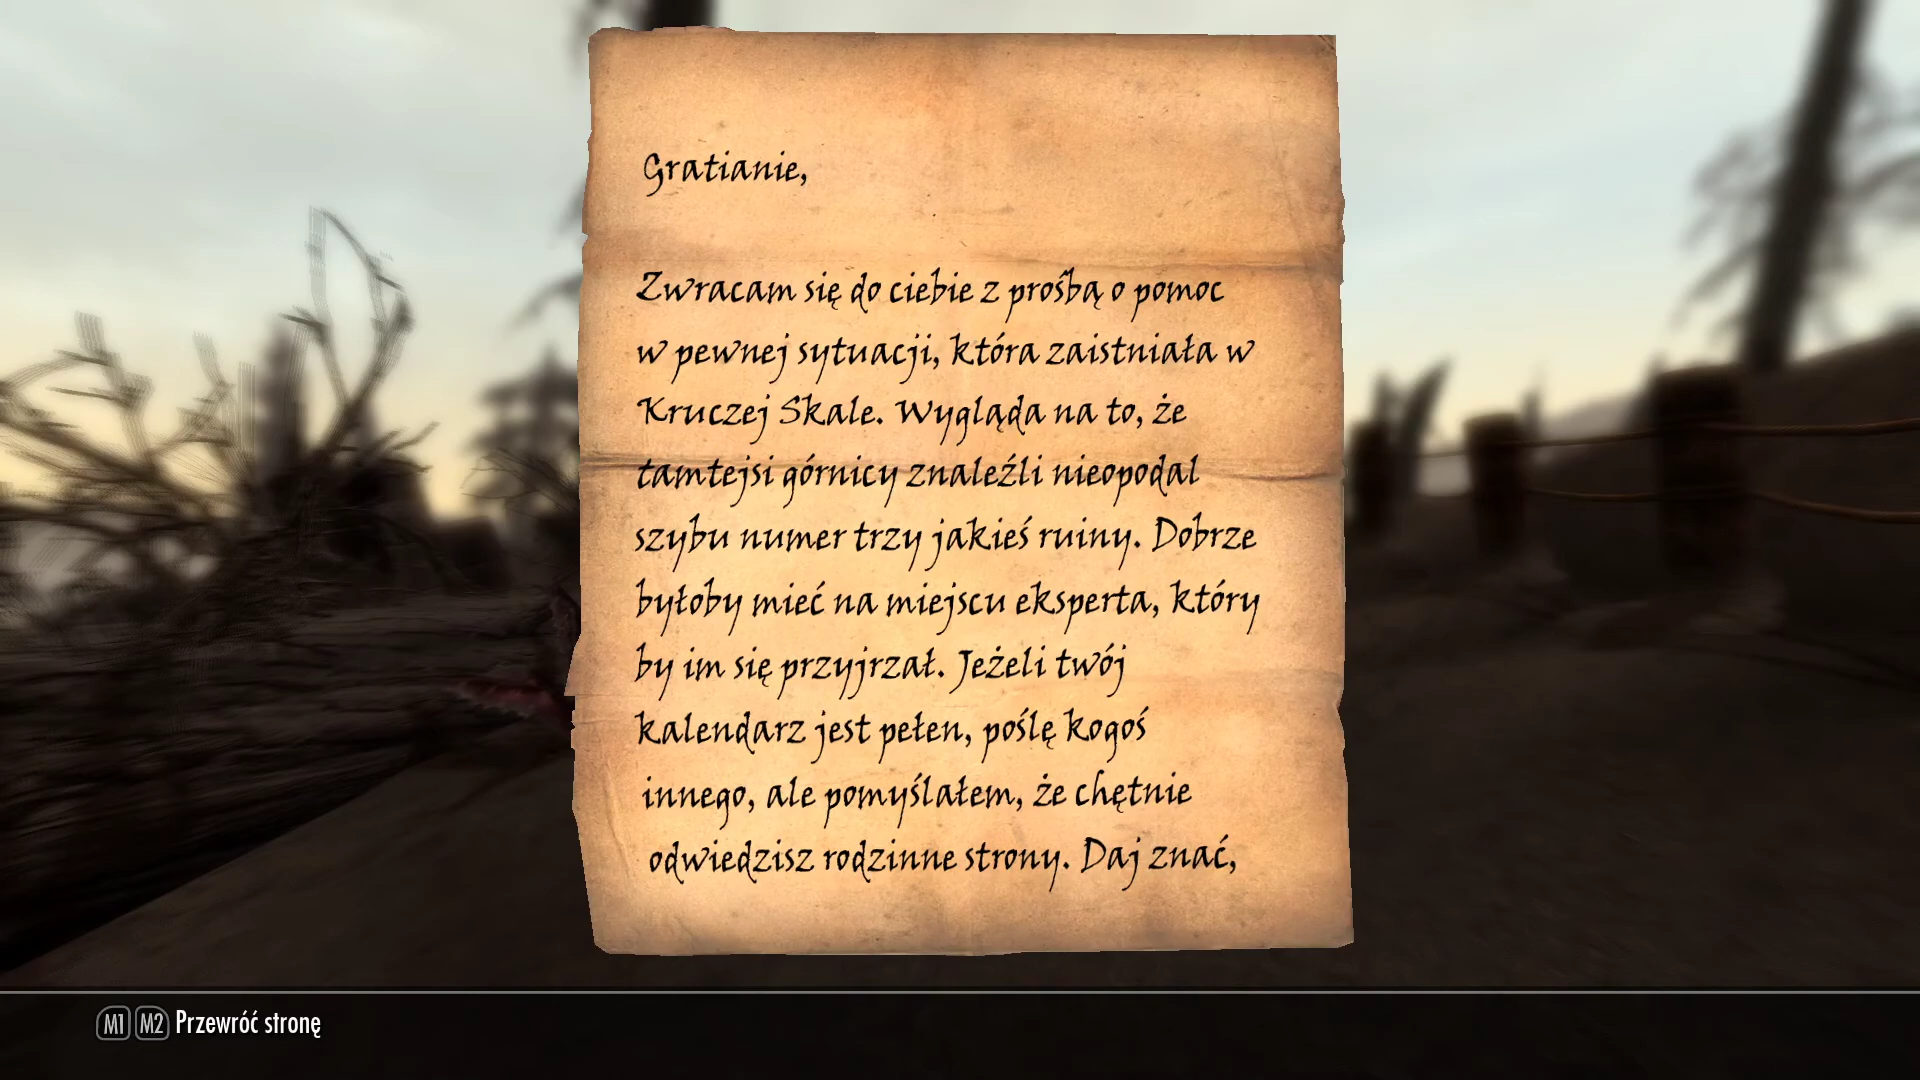 Gratianie,
Zwracam się do ciebie z prośbą o pomoc
w pewnej sytuacji, która zaistniała w
Kruczej Skale. Wygląda na to, że
tamtejsi górnicy znaleźli nieopodal
szybu numer trzy jakieś ruiny. Dobrze
byłoby mieć na miejscu eksperta, który
by im się przyjrzał. Jeżeli twój
kalendarz jest pełen, poślę kogoś
innego, ale pomyślałem, że chętnie
odwiedzisz rodzinne strony. Daj znać,
M1 M2 Przewróć stronę